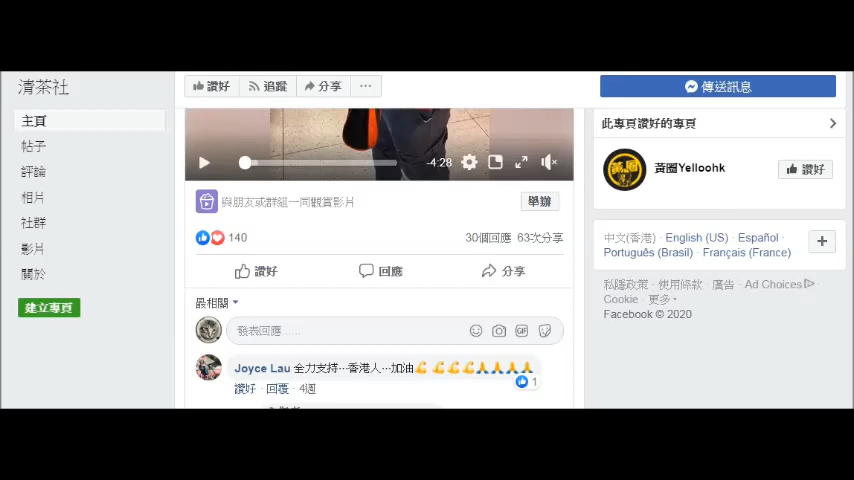 清茶社
讚好 追蹤 分享 ...
傳送訊息
主頁
帖子
評論
相片
社群
影片
關於
建立專頁
-4:28
與朋友或群組一同觀賞影片
舉辦
140
30個回應 63次分享
讚好 回應 分享
最相關
發表回應......
GIF
Joyce Lau 全力支持…香港人…加油💪💪💪💪🙏🙏🙏🙏
1
讚好 · 回覆 · 4週
此專頁讚好的專頁
黃圈Yelloohk
讚好
中文(香港) · English (US) · Español ·
Português (Brasil) · Français (France)
私隱政策 · 使用條款 · 廣告 · Ad Choices ·
Cookie · 更多
Facebook © 2020